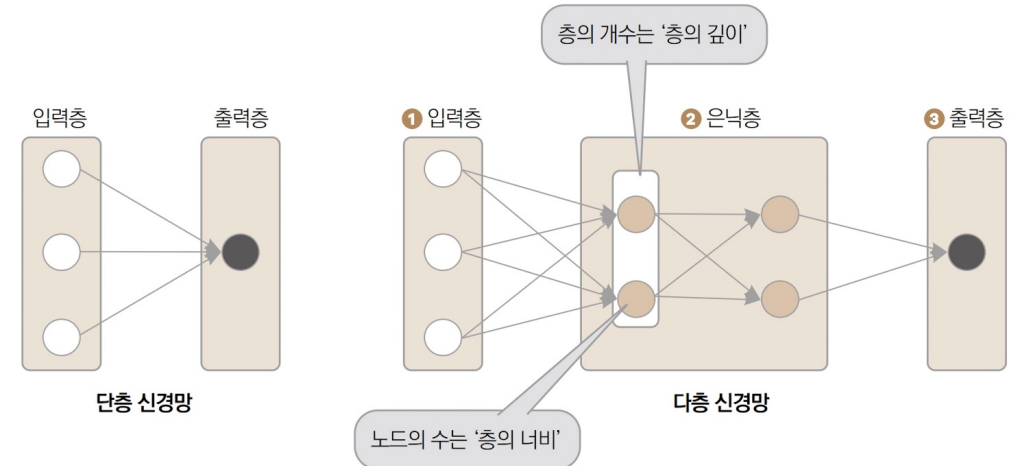 층의 개수는 ‘층의 깊이’
입력층
출력층
1 입력층
2 은닉층
3 출력층
단층 신경망
다층 신경망
노드의 수는 ‘층의 너비’